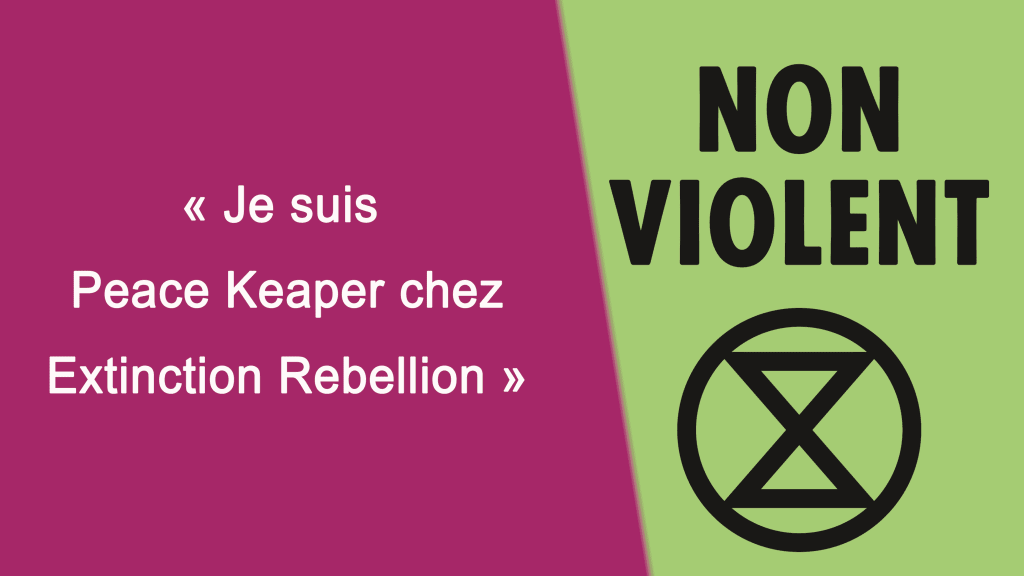 « Je suis
Peace Keaper chez
Extinction Rebellion »
NON
VIOLENT